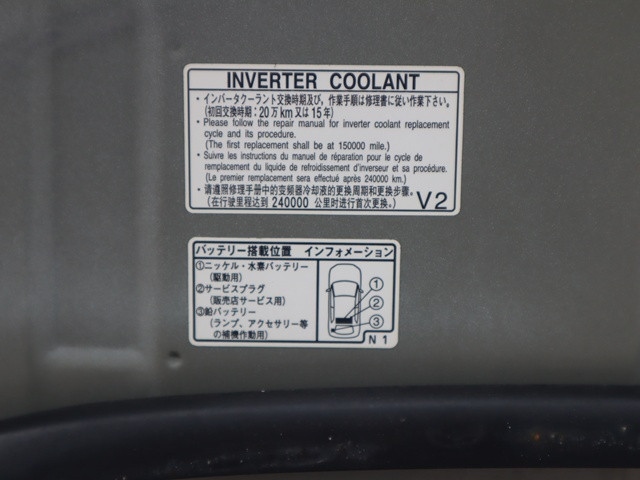 INVERTER COOLANT
・インバータクーラント交換時期及び，作業手順は修理書に従い作業下さい。
(初回交換時期：20万km又は15年)
・Please follow the repair manual for inverter coolant replacement
cycle and its procedure.
(The first replacement shall be at 150000 mile.)
・Suivre les instructions du manuel de réparation pour le cycle de
remplacement du liquide de refroidissement d'inverseur et sa procédure.
(Le premier remplacement sera effectué après 240000 km.)
・请遵照修理手册中的变频器冷却液的更换周期和更换步骤。
(在行驶里程达到 240000 公里时进行首次更换。)
V2
バッテリー搭載位置 インフォメーション
①ニッケル・水素バッテリー
(駆動用)
②サービスプラグ
(販売店サービス用)
③鉛バッテリー
(ランプ、アクセサリー等
の補機作動用)
①
②
③
N 1